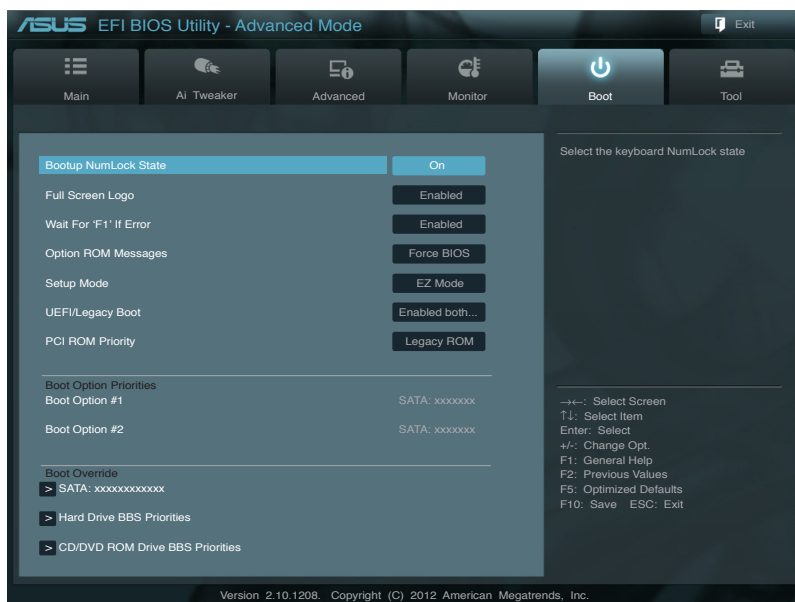 ASUS EFI BIOS Utility - Advanced Mode
Exit
Main
Ai Tweaker
Advanced
Monitor
Boot
Tool
Bootup NumLock State On
Full Screen Logo Enabled
Wait For ‘F1’ If Error Enabled
Option ROM Messages Force BIOS
Setup Mode EZ Mode
UEFI/Legacy Boot Enabled both...
PCI ROM Priority Legacy ROM
Boot Option Priorities
Boot Option #1 SATA: xxxxxxx
Boot Option #2 SATA: xxxxxxx
Boot Override
> SATA: xxxxxxxxxxxx
> Hard Drive BBS Priorities
> CD/DVD ROM Drive BBS Priorities
Select the keyboard NumLock state
→←: Select Screen
↑↓: Select Item
Enter: Select
+/-: Change Opt.
F1: General Help
F2: Previous Values
F5: Optimized Defaults
F10: Save ESC: Exit
Version 2.10.1208. Copyright (C) 2012 American Megatrends, Inc.